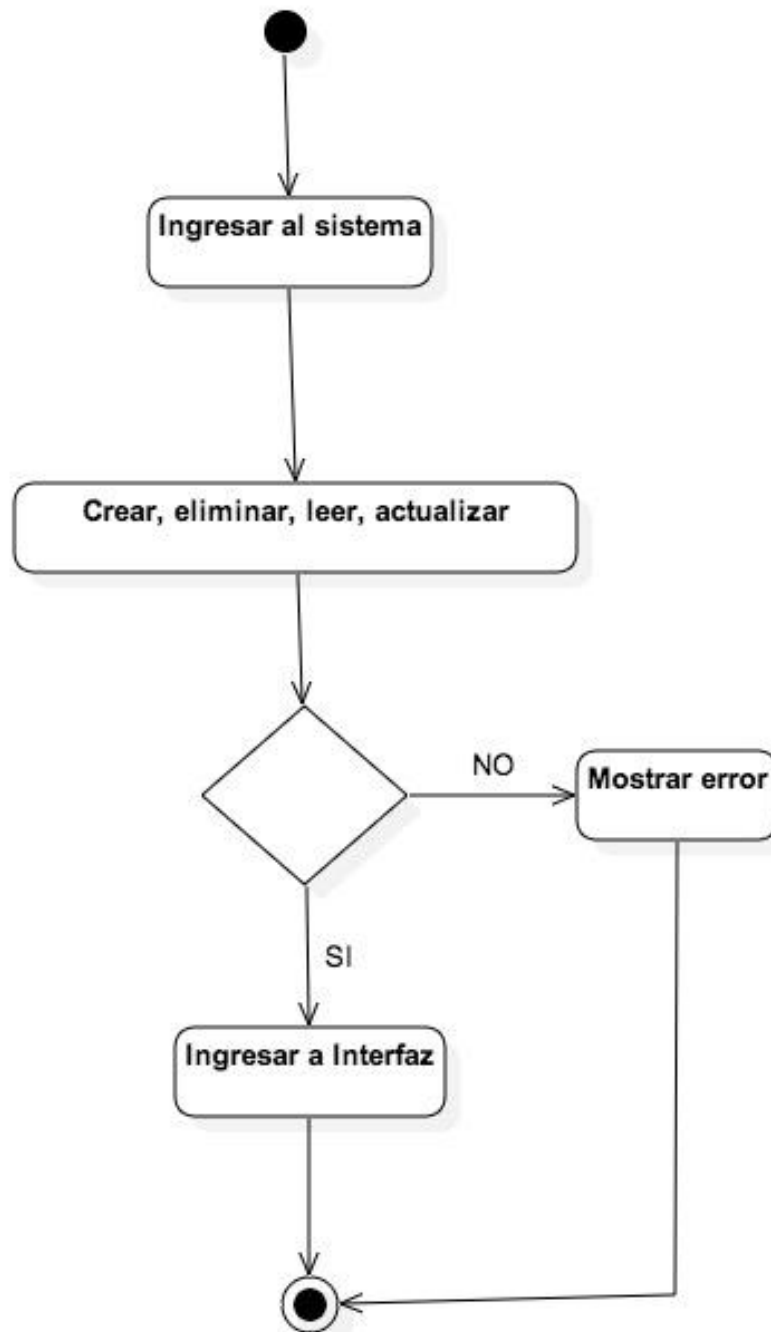 Ingresar al sistema
Crear, eliminar, leer, actualizar
NO
Mostrar error
SI
Ingresar a Interfaz